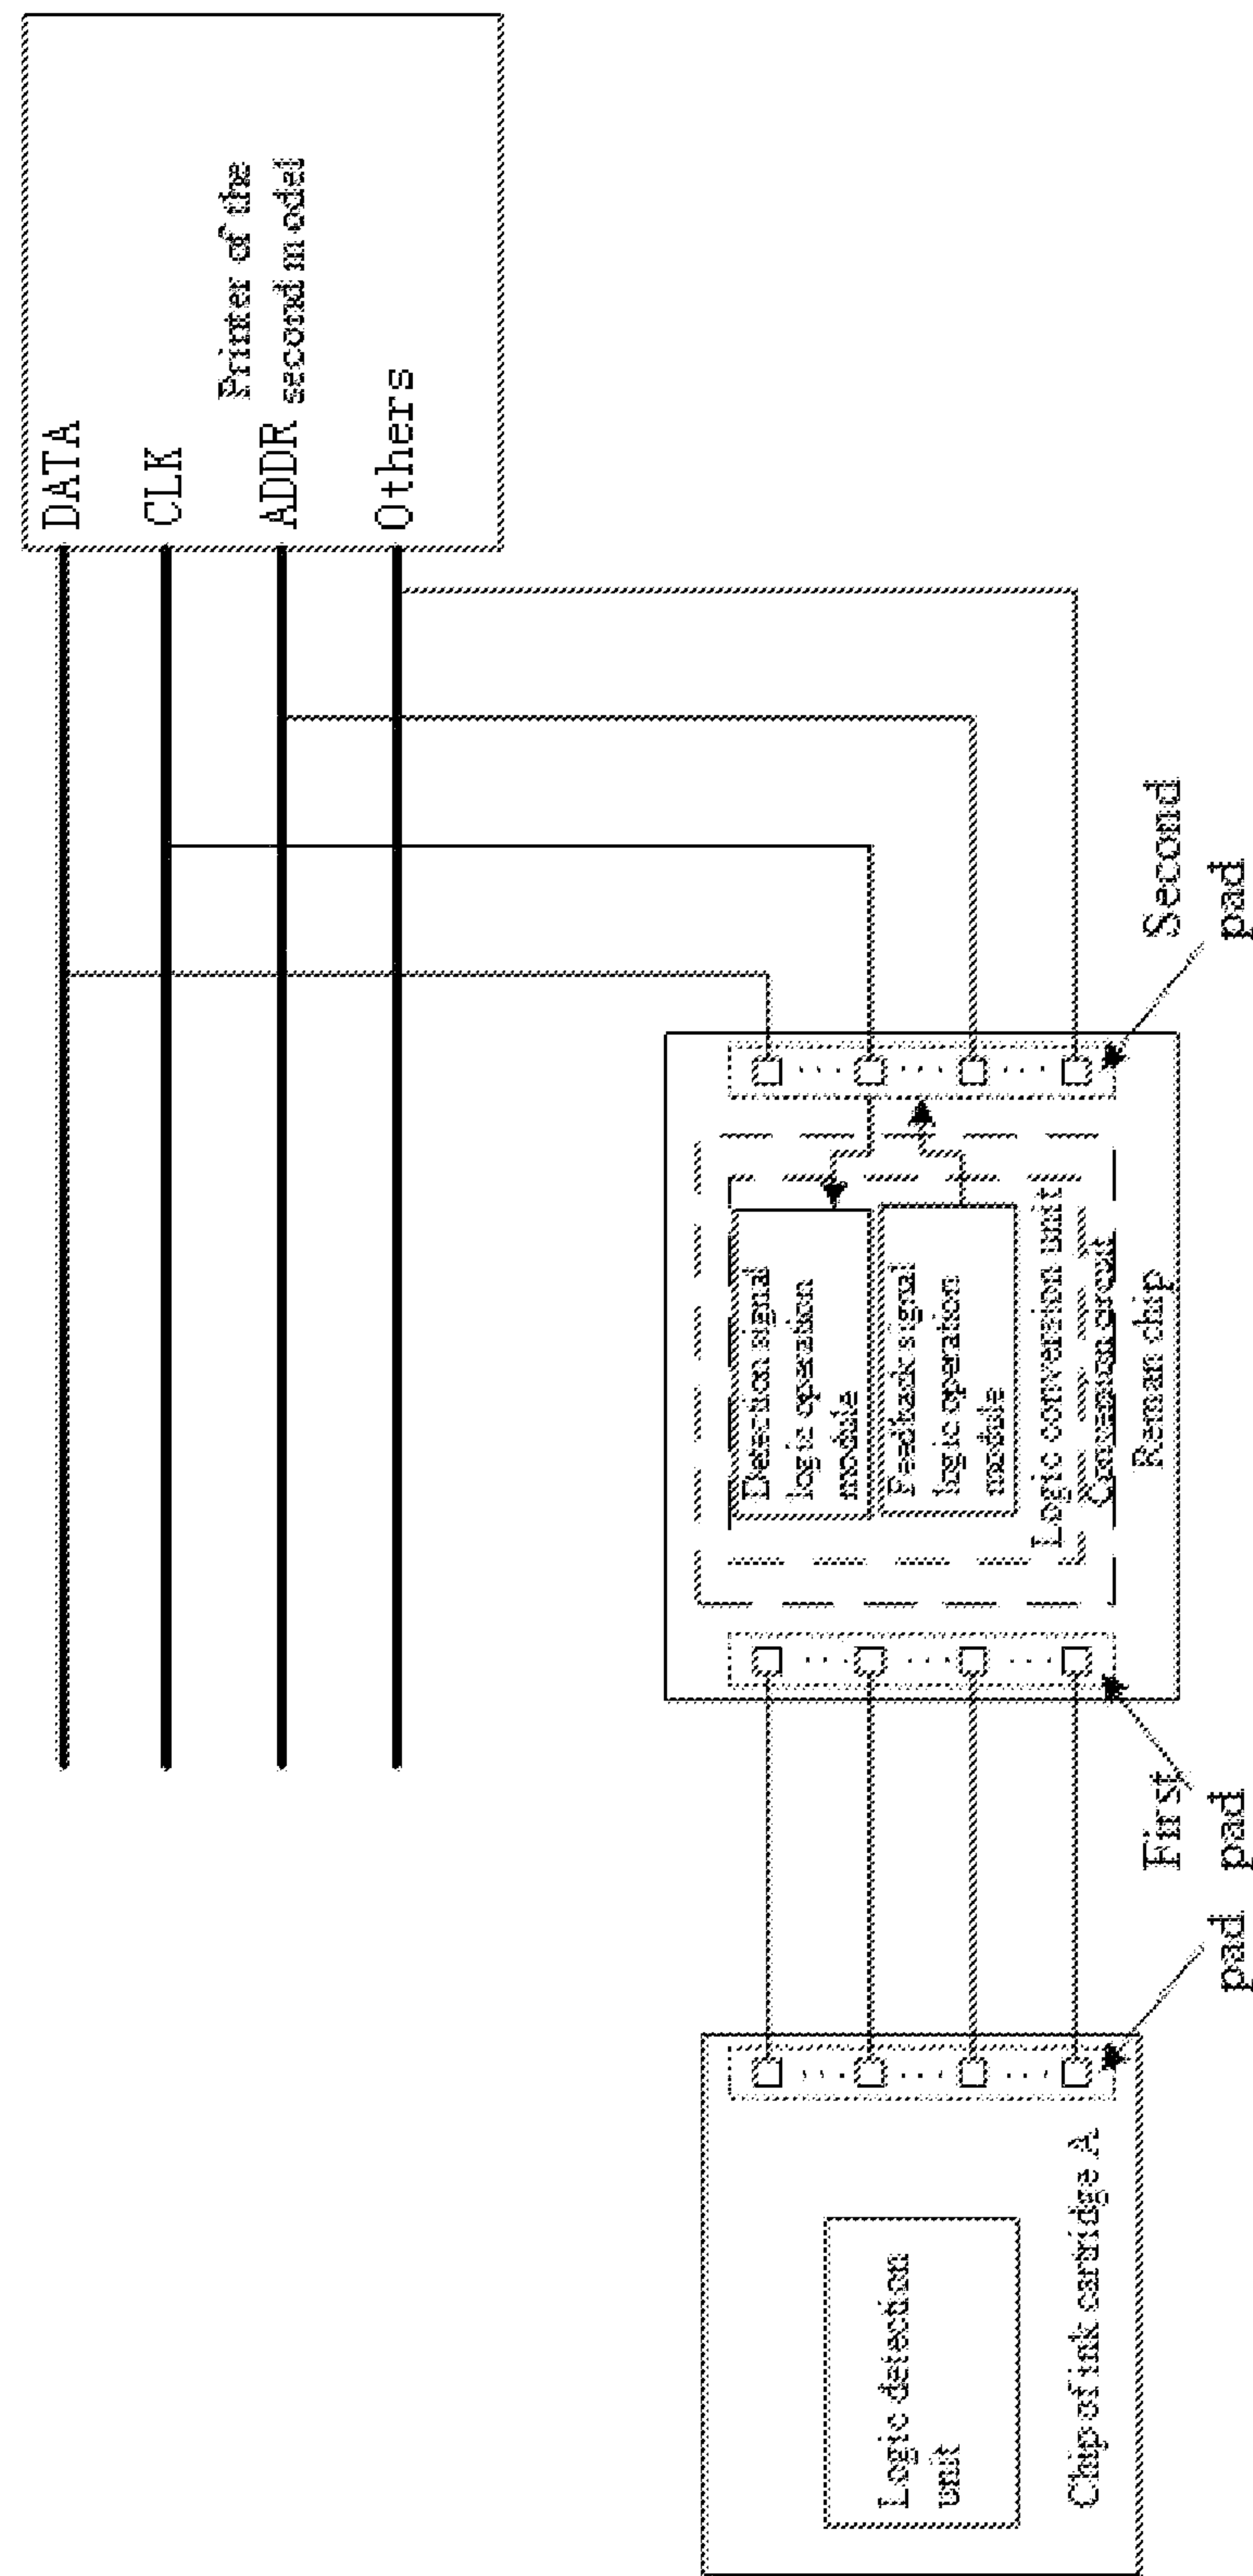 DATA
CLK
ADDR
Others
Printer of the
second model
Second
pad
Detection signal
logic operation
module
Feedback signal
logic operation
module
Logic conversion unit
Conversion circuit
Reman chip
First
pad
pad
Logic detection
unit
Chip of ink cartridge A